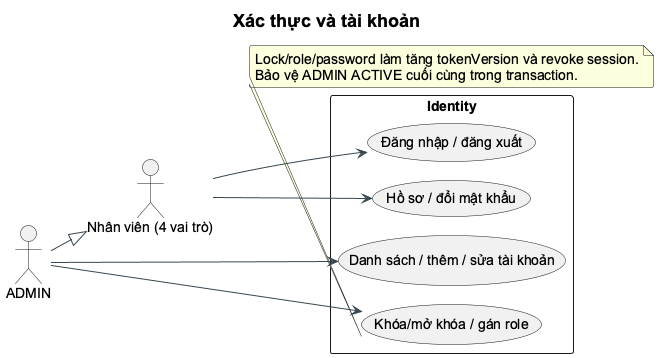 Xác thực và tài khoản
Lock/role/password làm tăng tokenVersion và revoke session.
Bảo vệ ADMIN ACTIVE cuối cùng trong transaction.
Identity
Đăng nhập / đăng xuất
Hồ sơ / đổi mật khẩu
Nhân viên (4 vai trò)
Danh sách / thêm / sửa tài khoản
ADMIN
Khóa/mở khóa / gán role